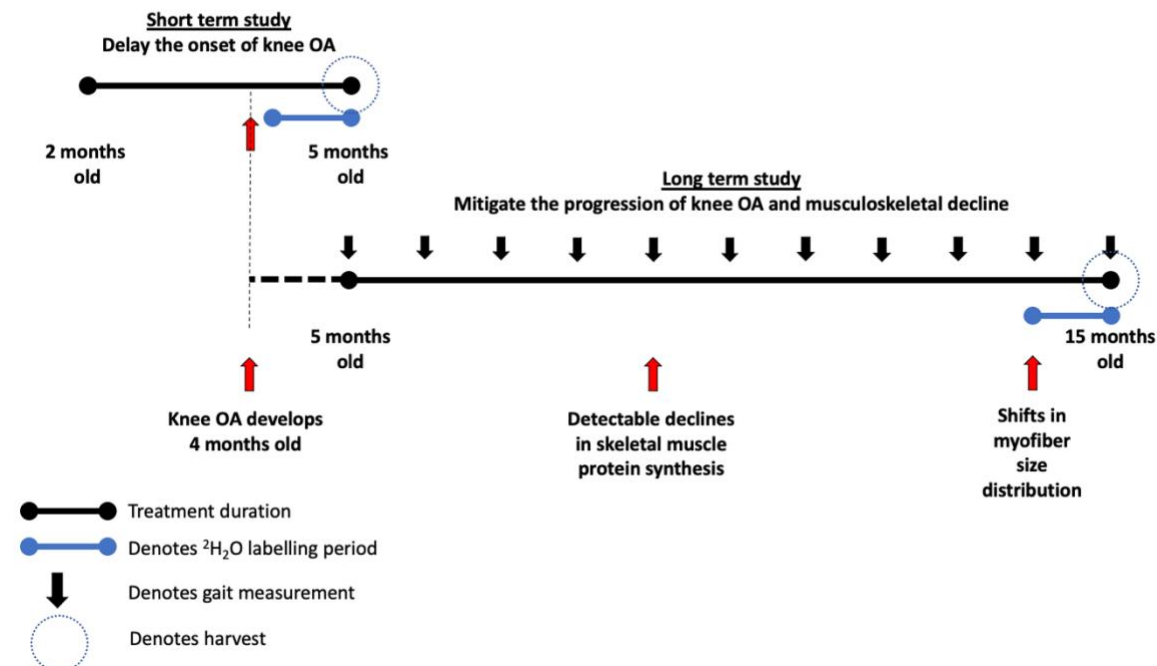 Short term study
Delay the onset of knee OA
2 months
old
5 months
old
Long term study
Mitigate the progression of knee OA and musculoskeletal decline
5 months
old
15 months
old
Knee OA develops
4 months old
Detectable declines
in skeletal muscle
protein synthesis
Shifts in
myofiber
size
distribution
Treatment duration
Denotes ²H₂O labelling period
Denotes gait measurement
Denotes harvest